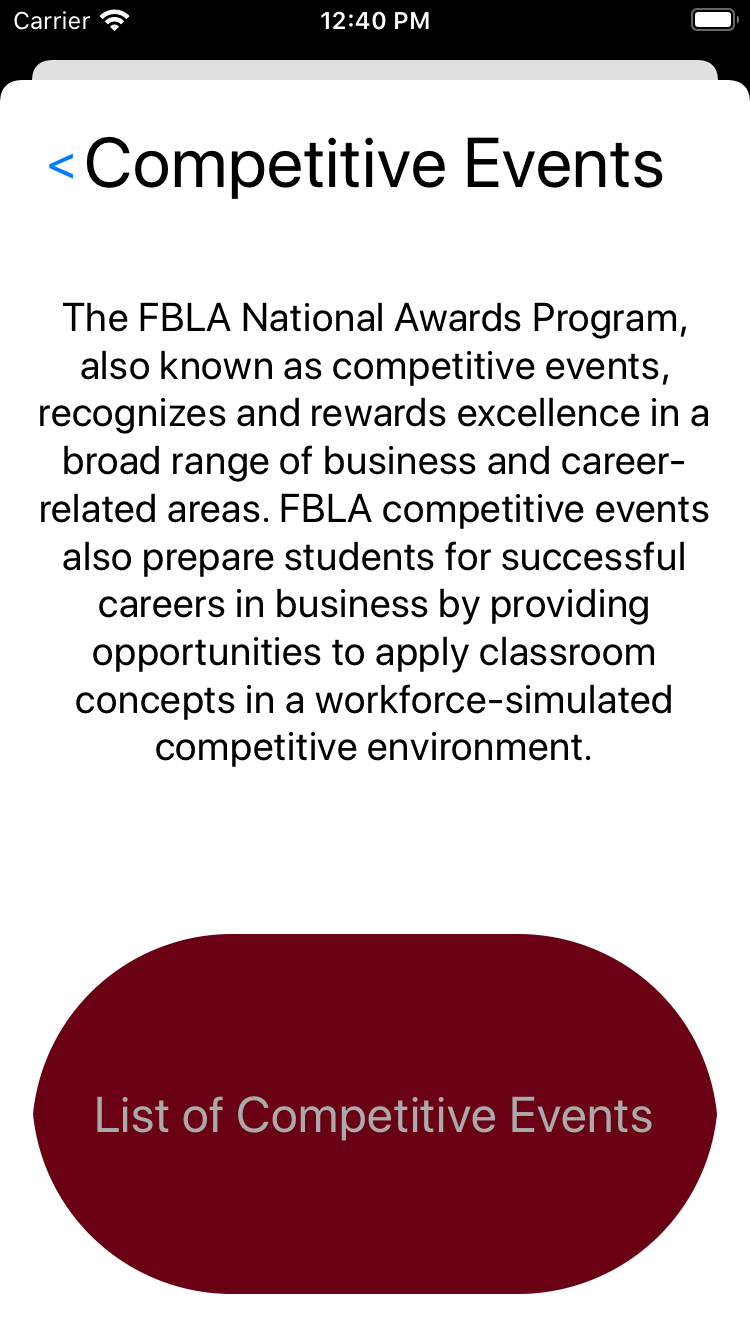 Carrier 12:40 PM
< Competitive Events
The FBLA National Awards Program,
also known as competitive events,
recognizes and rewards excellence in a
broad range of business and career-
related areas. FBLA competitive events
also prepare students for successful
careers in business by providing
opportunities to apply classroom
concepts in a workforce-simulated
competitive environment.
List of Competitive Events